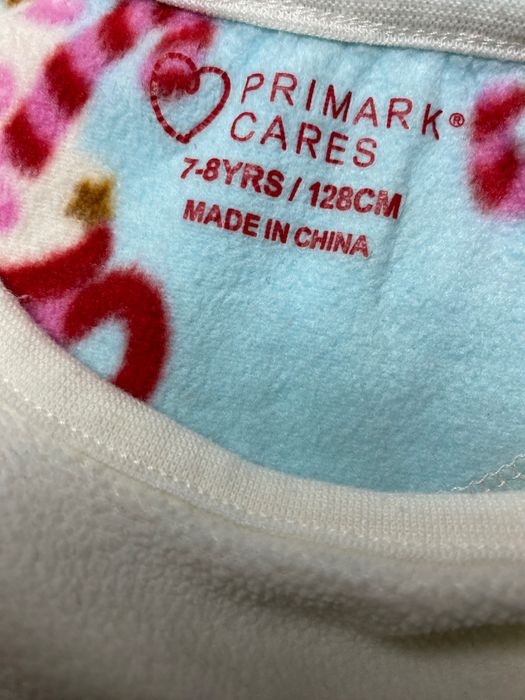 PRIMARK®
CARES
7-8YRS / 128CM
MADE IN CHINA